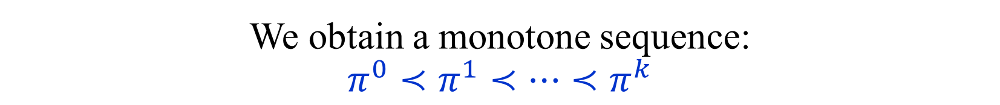 We obtain a monotone sequence:
π⁰ ≺ π¹ ≺ ⋯ ≺ πᵏ